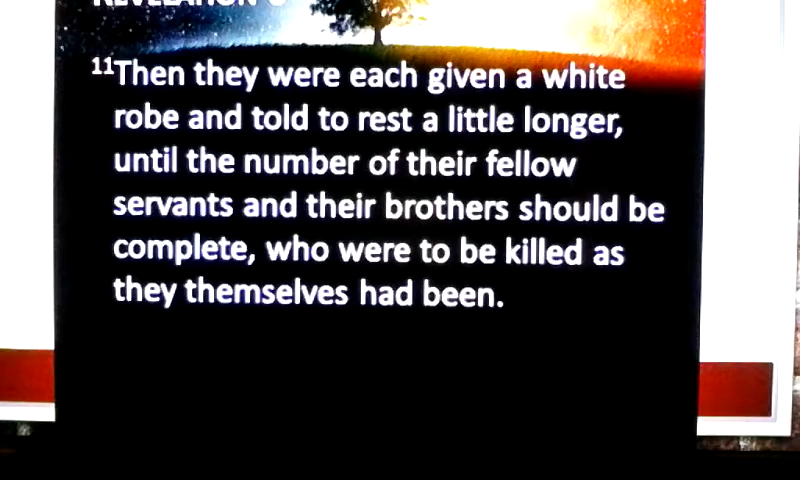 11Then they were each given a white
robe and told to rest a little longer,
until the number of their fellow
servants and their brothers should be
complete, who were to be killed as
they themselves had been.